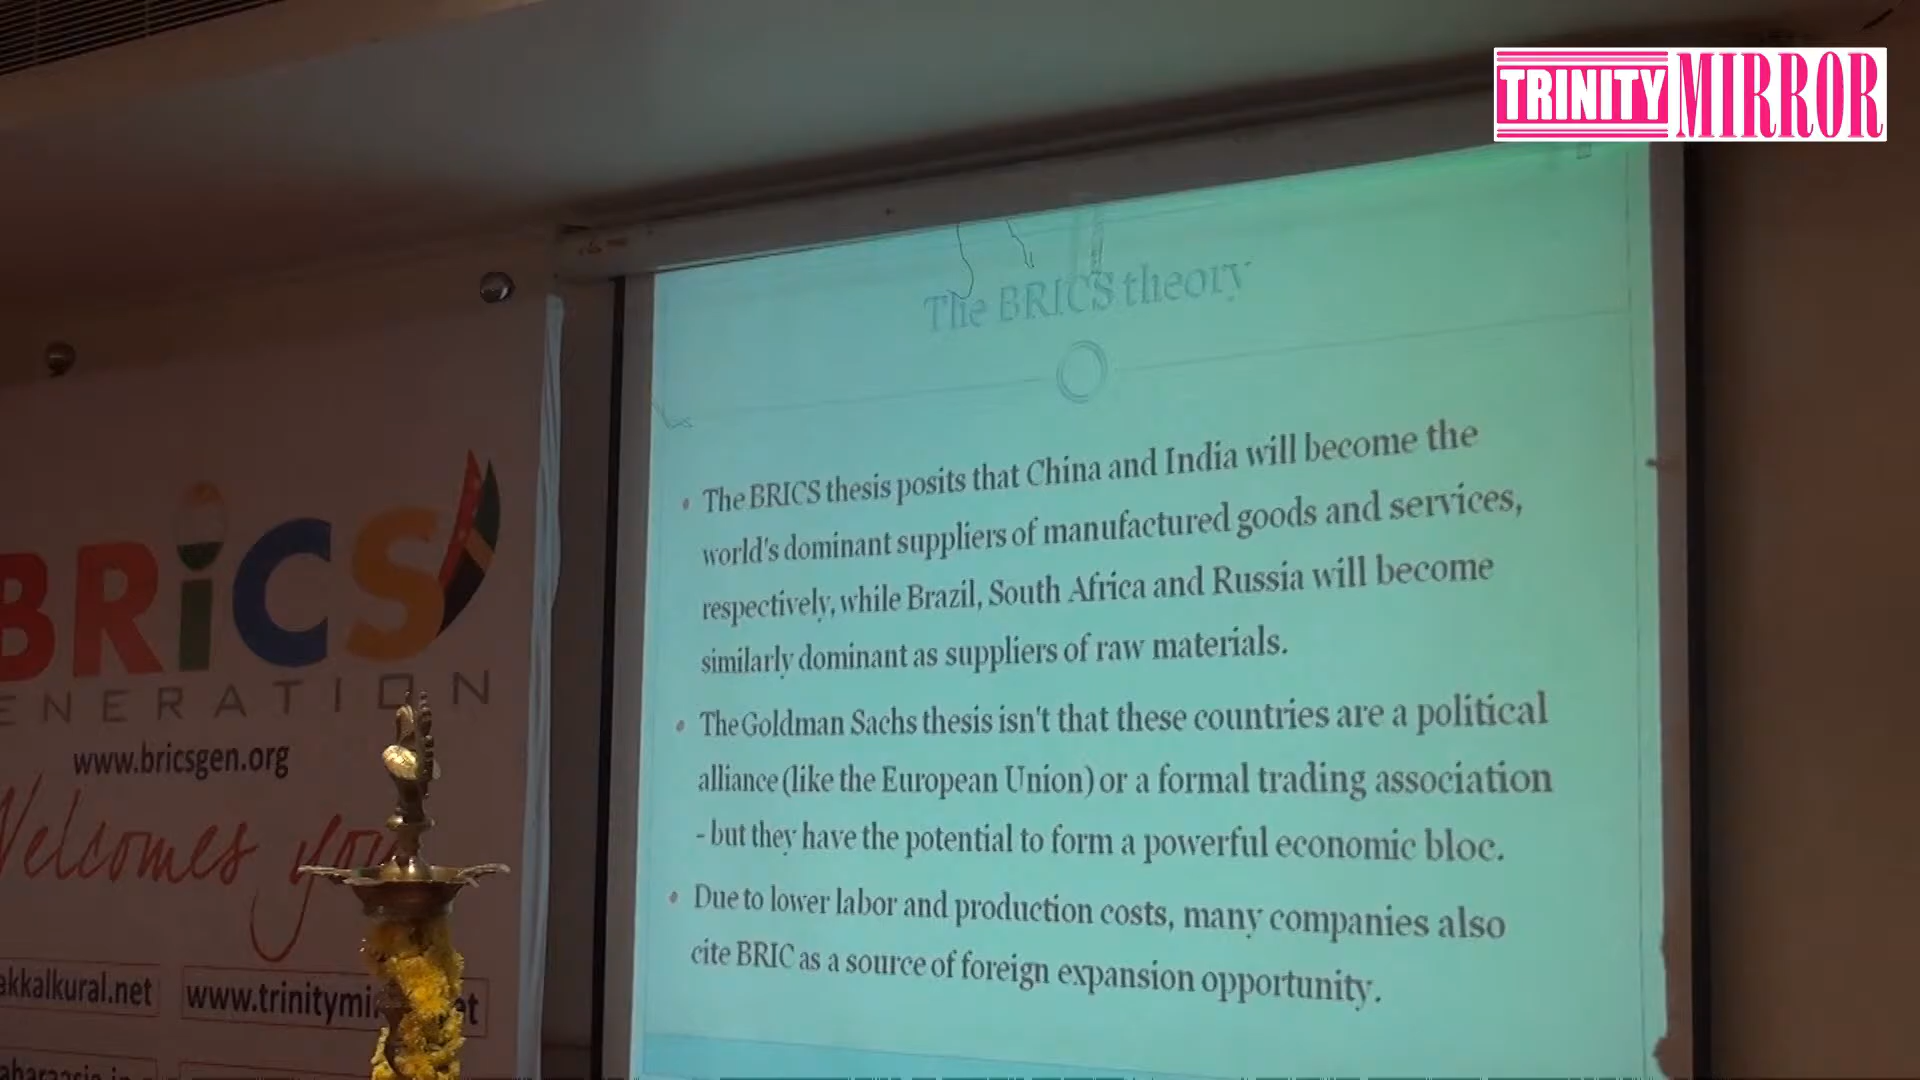 TRINITY MIRROR
The BRICS theory
• The BRICS thesis posits that China and India will become the
world's dominant suppliers of manufactured goods and services,
respectively, while Brazil, South Africa and Russia will become
similarly dominant as suppliers of raw materials.
• The Goldman Sachs thesis isn't that these countries are a political
alliance (like the European Union) or a formal trading association
- but they have the potential to form a powerful economic bloc.
• Due to lower labor and production costs, many companies also
cite BRIC as a source of foreign expansion opportunity.
BRiCS
ENERATION
www.bricsgen.org
Welcomes you
akkalkural.net